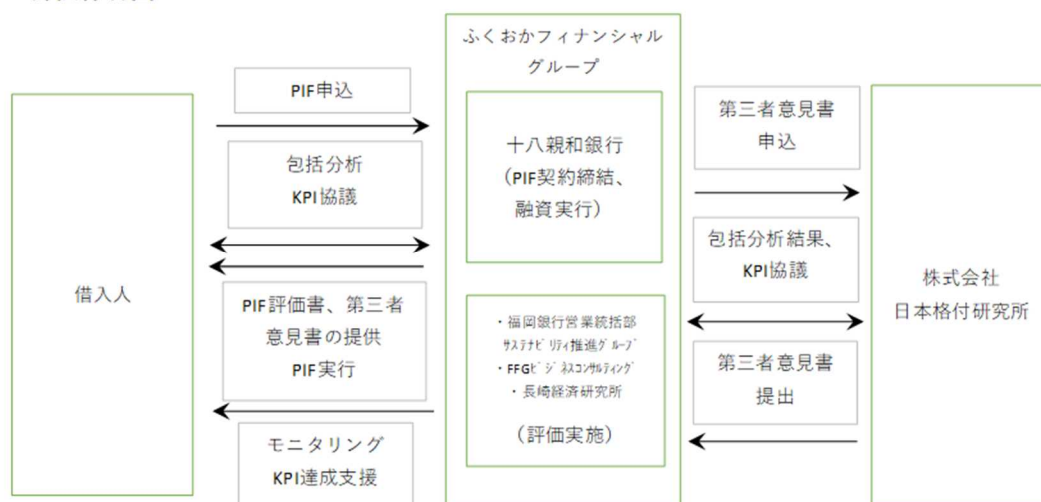 ふくおかフィナンシャル
グループ
PIF申込
包括分析
KPI協議
借入人
PIF評価書、第三者
意見書の提供
PIF実行
モニタリング
KPI達成支援
十八親和銀行
(PIF契約締結、
融資実行)
・福岡銀行営業統括部
ｻｽﾃﾅﾋﾞﾘﾃｨ推進ｸﾞﾙｰﾌﾟ
・FFGﾋﾞｼﾞﾈｽｺﾝｻﾙﾃｨﾝｸﾞ
・長崎経済研究所
(評価実施)
第三者意見書
申込
包括分析結果、
KPI協議
第三者意見書
提出
株式会社
日本格付研究所